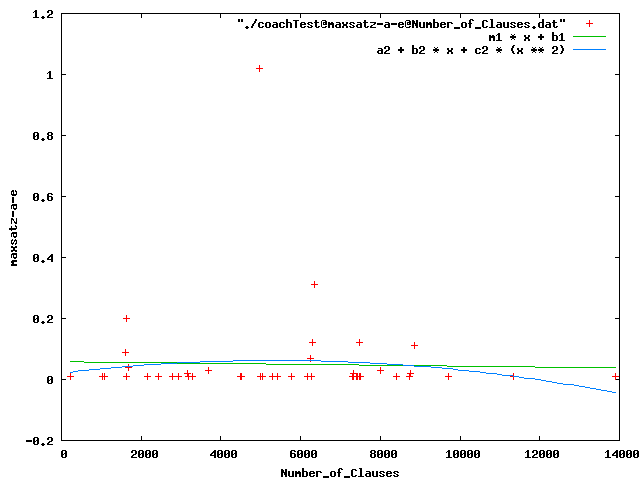 1.2
"./coachTest@maxsatz-a-e@Number_of_Clauses.dat"
m1 * x + b1
a2 + b2 * x + c2 * (x ** 2)
1
0.8
0.6
0.4
0.2
0
-0.2
maxsatz-a-e
0 2000 4000 6000 8000 10000 12000 14000
Number_of_Clauses